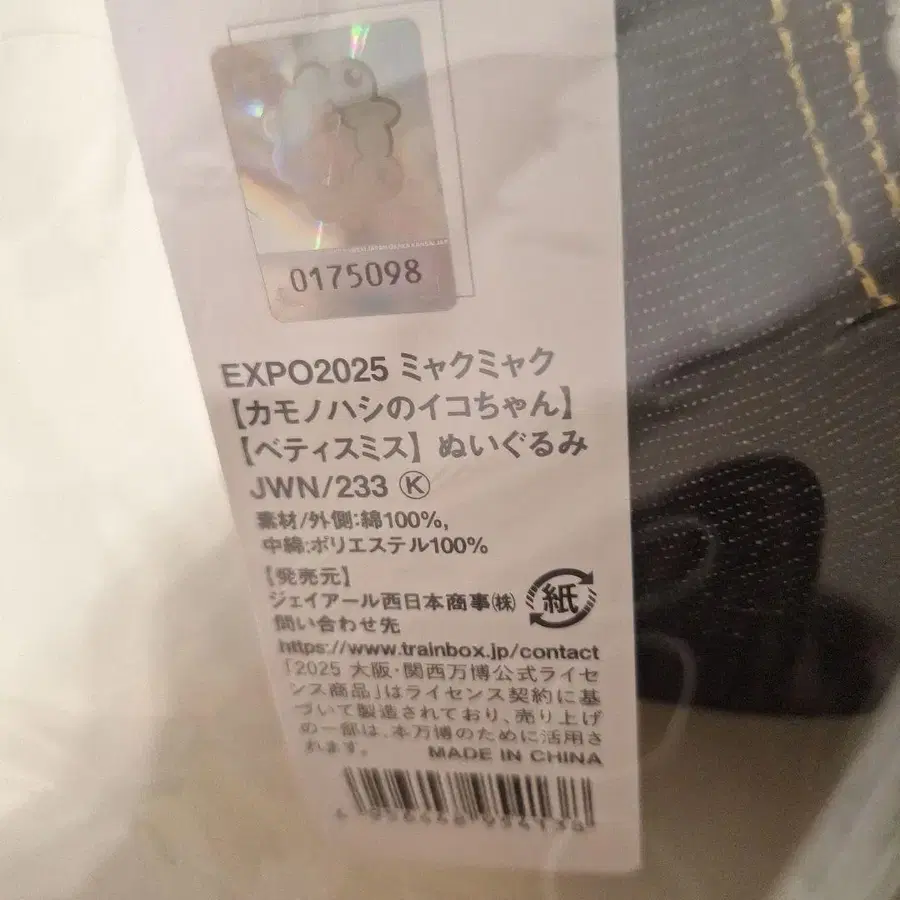 0175098
EXPO2025 ミャクミャク
【カモノハシのイコちゃん】
【ベティスミス】ぬいぐるみ
JWN/233 Ⓚ
素材/外側:綿100%,
中綿:ポリエステル100%
【発売元】
ジェイアール西日本商事㈱
紙
問い合わせ先
https://www.trainbox.jp/contact
「2025 大阪・関西万博公式ライセ
ンス商品」はライセンス契約に基
づいて製造されており、売り上げ
の一部は、本万博のために活用さ
れます。 MADE IN CHINA